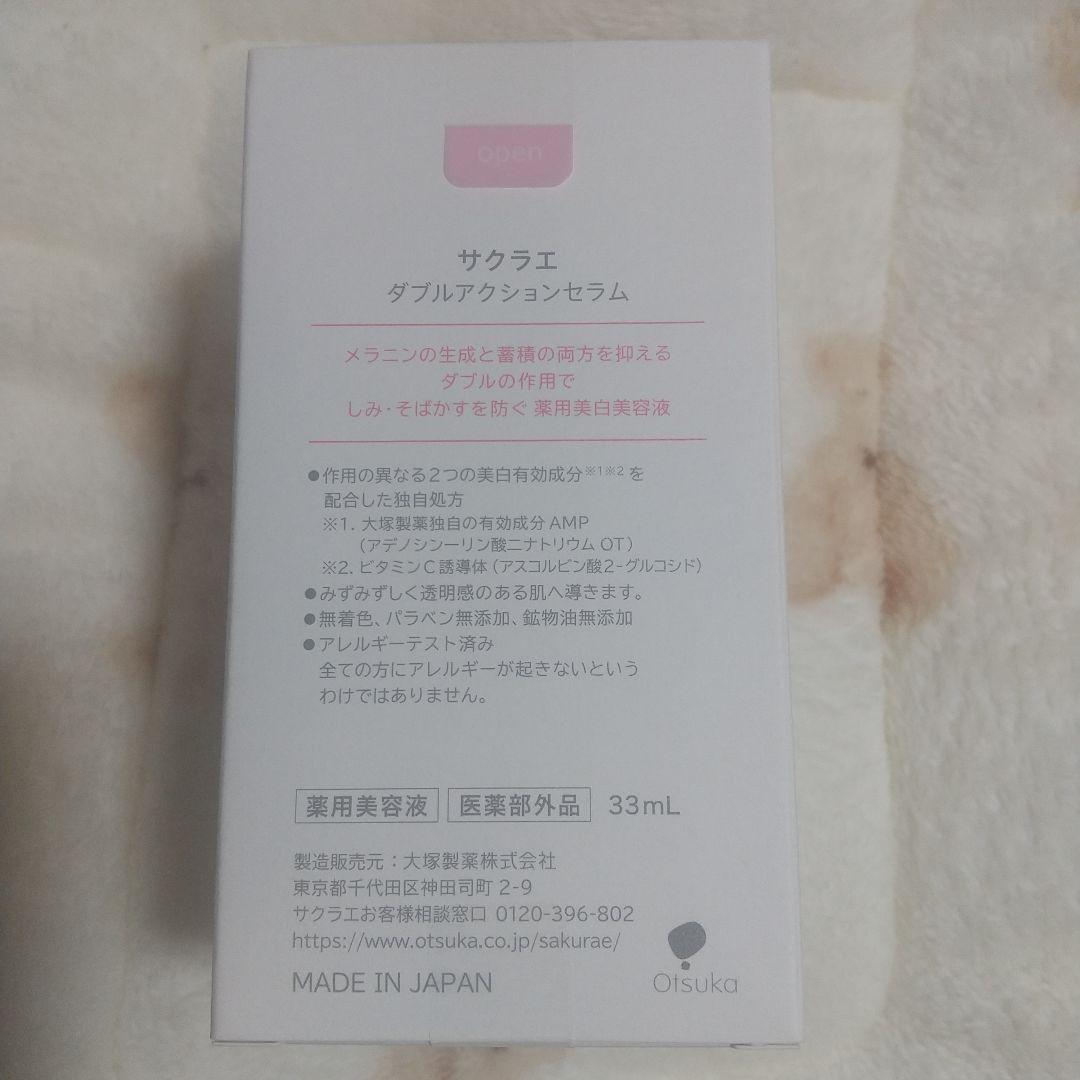 open
サクラエ
ダブルアクションセラム
メラニンの生成と蓄積の両方を抑える
ダブルの作用で
しみ・そばかすを防ぐ 薬用美白美容液
●作用の異なる2つの美白有効成分※1※2を
配合した独自処方
※1. 大塚製薬独自の有効成分 AMP
(アデノシン一リン酸二ナトリウム OT)
※2. ビタミンC誘導体(アスコルビン酸2-グルコシド)
●みずみずしく透明感のある肌へ導きます。
●無着色、パラベン無添加、鉱物油無添加
●アレルギーテスト済み
全ての方にアレルギーが起きないという
わけではありません。
薬用美容液 医薬部外品 33mL
製造販売元：大塚製薬株式会社
東京都千代田区神田司町 2-9
サクラエお客様相談窓口 0120-396-802
https://www.otsuka.co.jp/sakurae/
MADE IN JAPAN
Otsuka